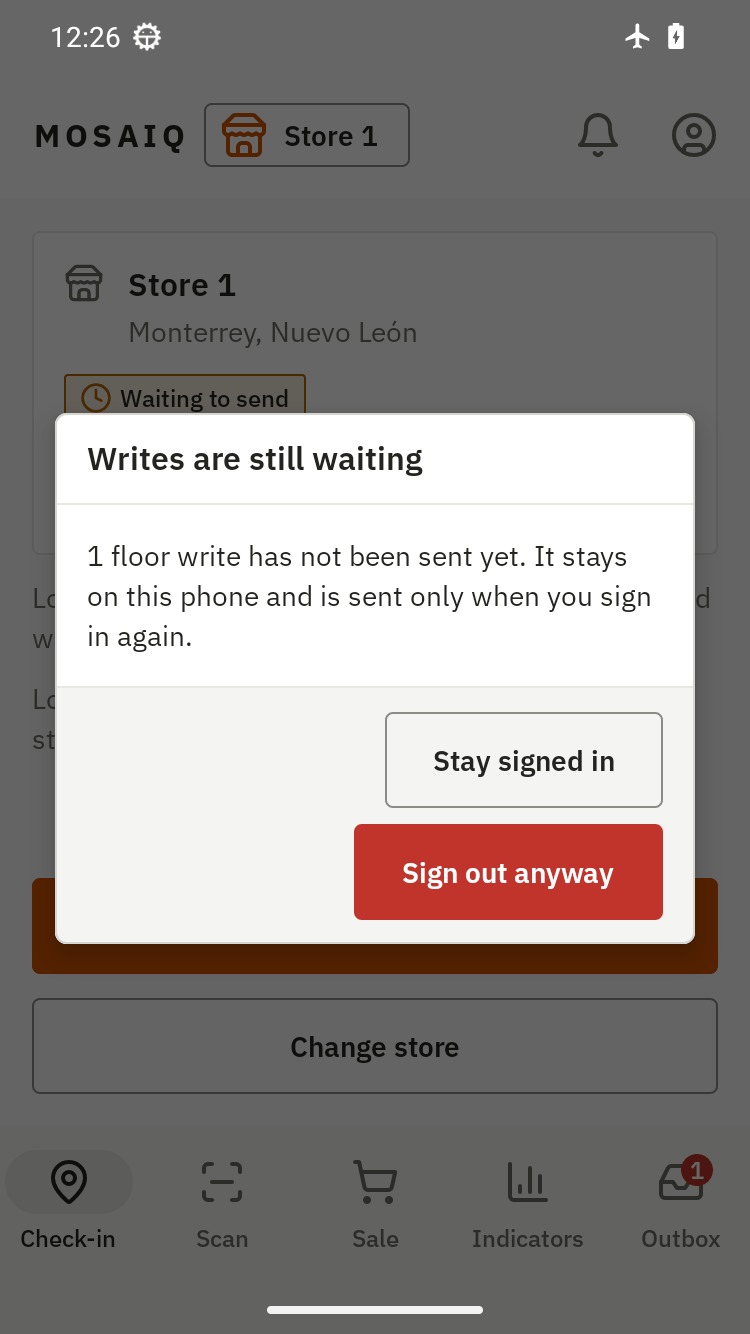 12:26
MOSAIQ
Store 1
Store 1
Monterrey, Nuevo León
Waiting to send
Writes are still waiting
1 floor write has not been sent yet. It stays
on this phone and is sent only when you sign
in again.
Stay signed in
Sign out anyway
Change store
1
Check-in
Scan
Sale
Indicators
Outbox